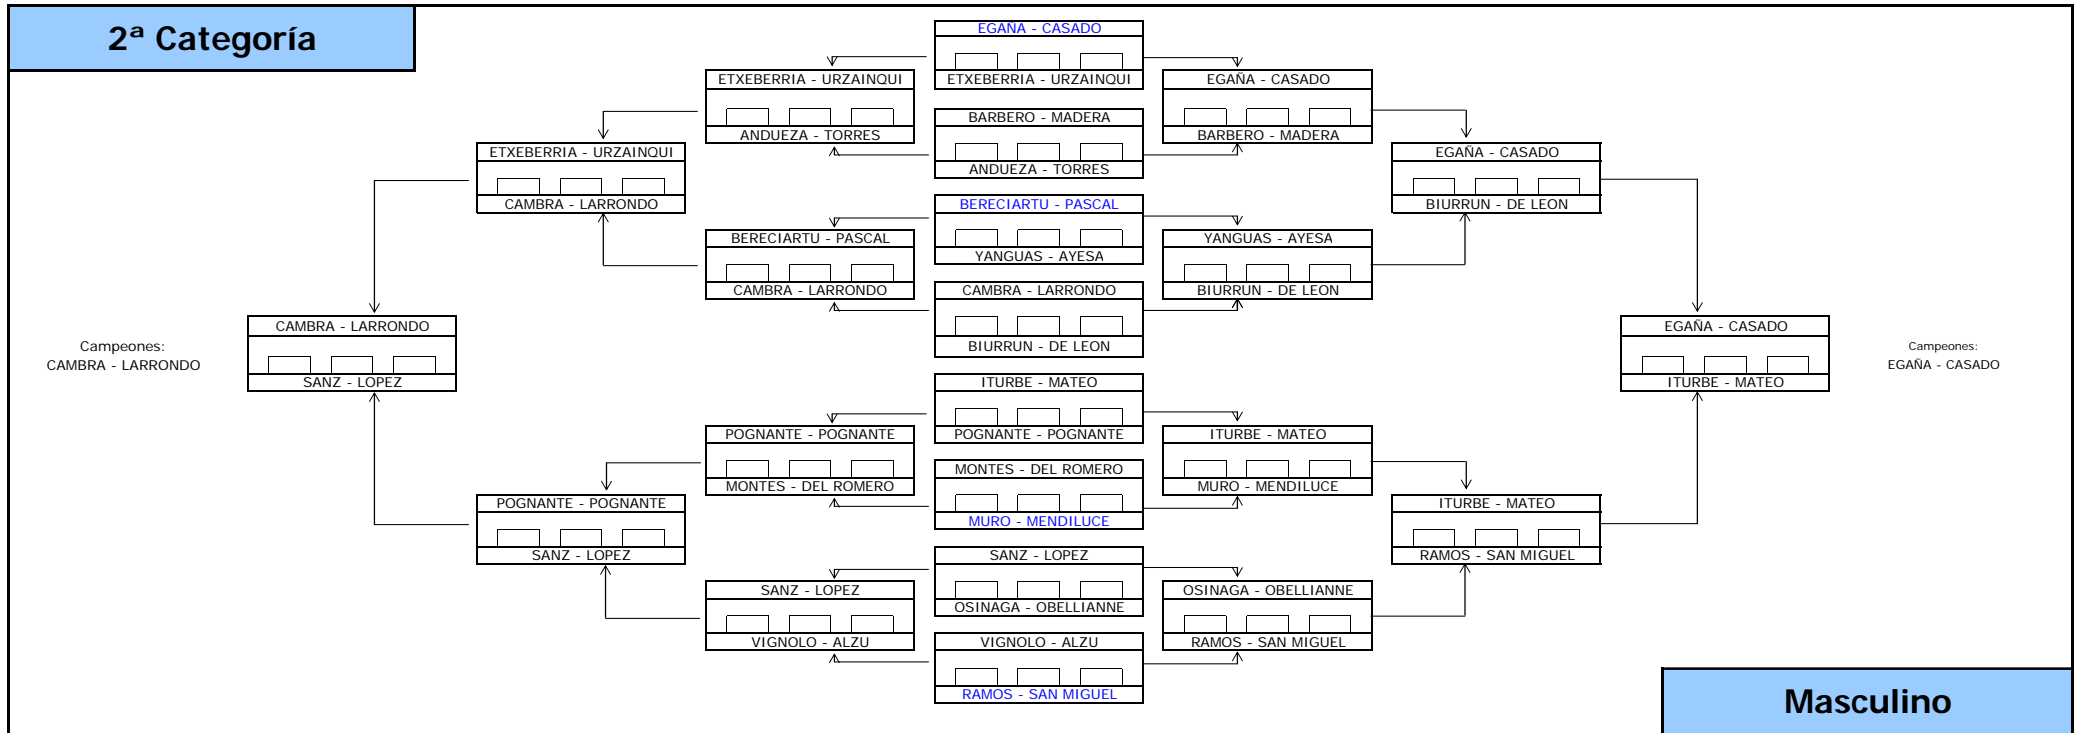 2ª Categoría
EGAÑA - CASADO
ETXEBERRIA - URZAINQUI
BARBERO - MADERA
ANDUEZA - TORRES
BERECIARTU - PASCAL
YANGUAS - AYESA
CAMBRA - LARRONDO
BIURRUN - DE LEON
ITURBE - MATEO
POGNANTE - POGNANTE
MONTES - DEL ROMERO
MURO - MENDILUCE
SANZ - LOPEZ
OSINAGA - OBELLIANNE
VIGNOLO - ALZU
RAMOS - SAN MIGUEL
ETXEBERRIA - URZAINQUI
ANDUEZA - TORRES
BERECIARTU - PASCAL
CAMBRA - LARRONDO
POGNANTE - POGNANTE
MONTES - DEL ROMERO
SANZ - LOPEZ
VIGNOLO - ALZU
ETXEBERRIA - URZAINQUI
CAMBRA - LARRONDO
POGNANTE - POGNANTE
SANZ - LOPEZ
CAMBRA - LARRONDO
SANZ - LOPEZ
Campeones:
CAMBRA - LARRONDO
EGAÑA - CASADO
BARBERO - MADERA
YANGUAS - AYESA
BIURRUN - DE LEON
ITURBE - MATEO
MURO - MENDILUCE
OSINAGA - OBELLIANNE
RAMOS - SAN MIGUEL
EGAÑA - CASADO
BIURRUN - DE LEON
ITURBE - MATEO
RAMOS - SAN MIGUEL
EGAÑA - CASADO
ITURBE - MATEO
Campeones:
EGAÑA - CASADO
Masculino